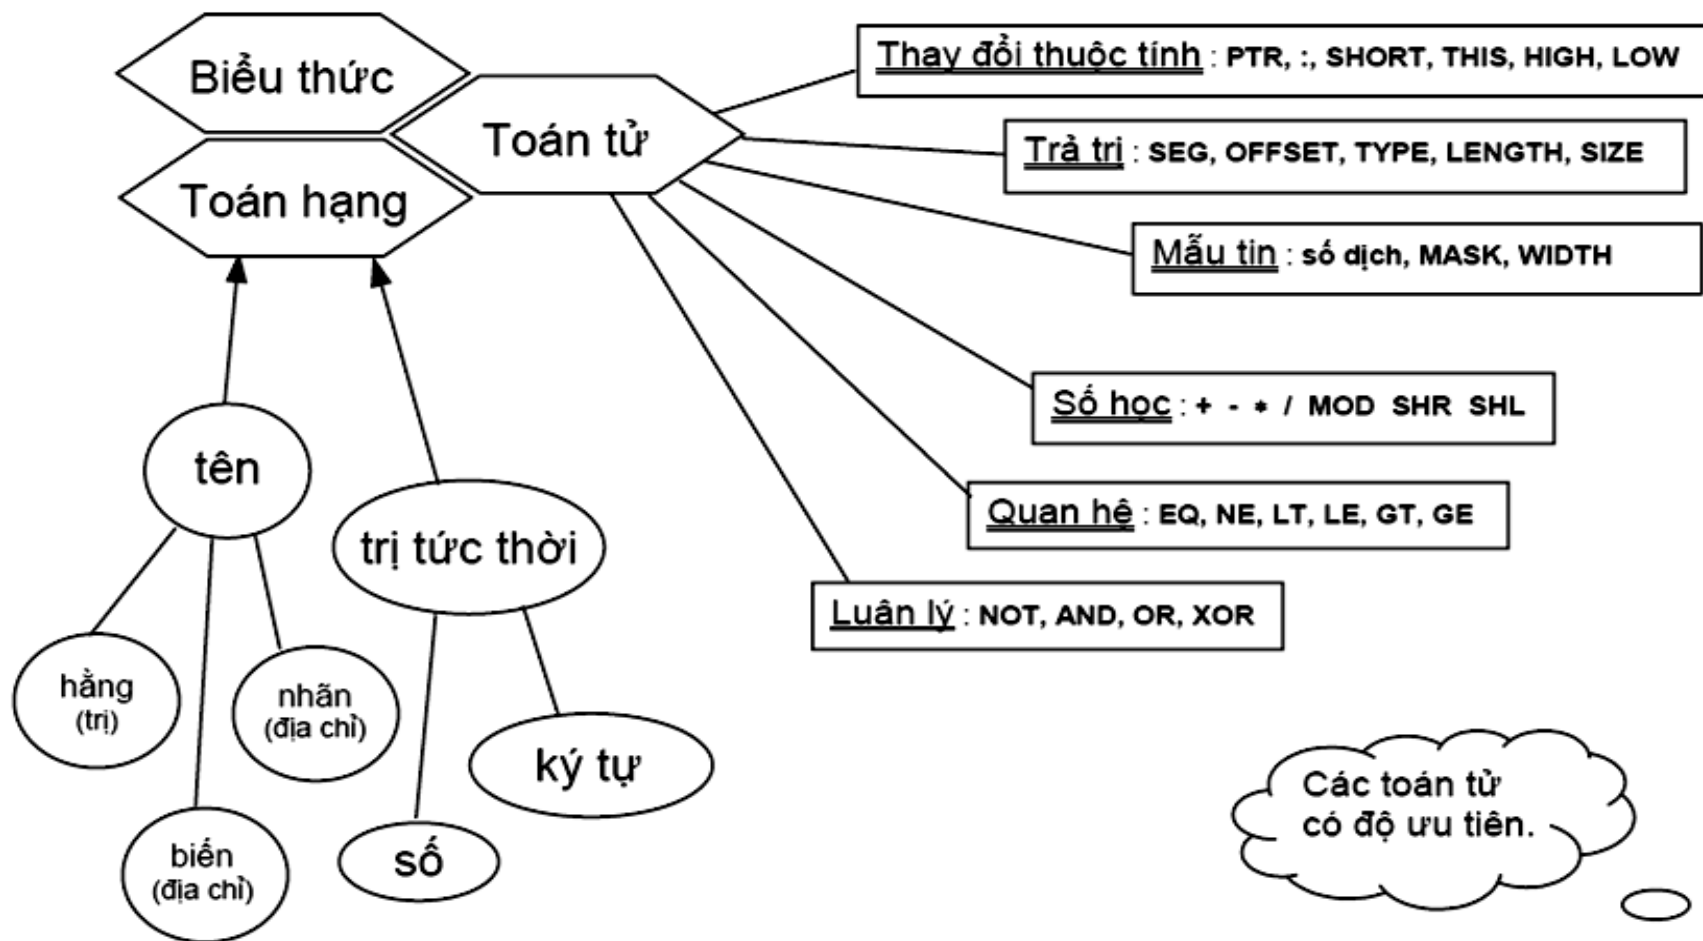 Biểu thức
Toán tử
Toán hạng
Thay đổi thuộc tính : PTR, :, SHORT, THIS, HIGH, LOW
Trả trị : SEG, OFFSET, TYPE, LENGTH, SIZE
Mẫu tin : số dịch, MASK, WIDTH
Số học : + - * / MOD SHR SHL
Quan hệ : EQ, NE, LT, LE, GT, GE
Luân lý : NOT, AND, OR, XOR
tên
trị tức thời
hằng
(trị)
nhãn
(địa chỉ)
biến
(địa chỉ)
số
ký tự
Các toán tử
có độ ưu tiên.